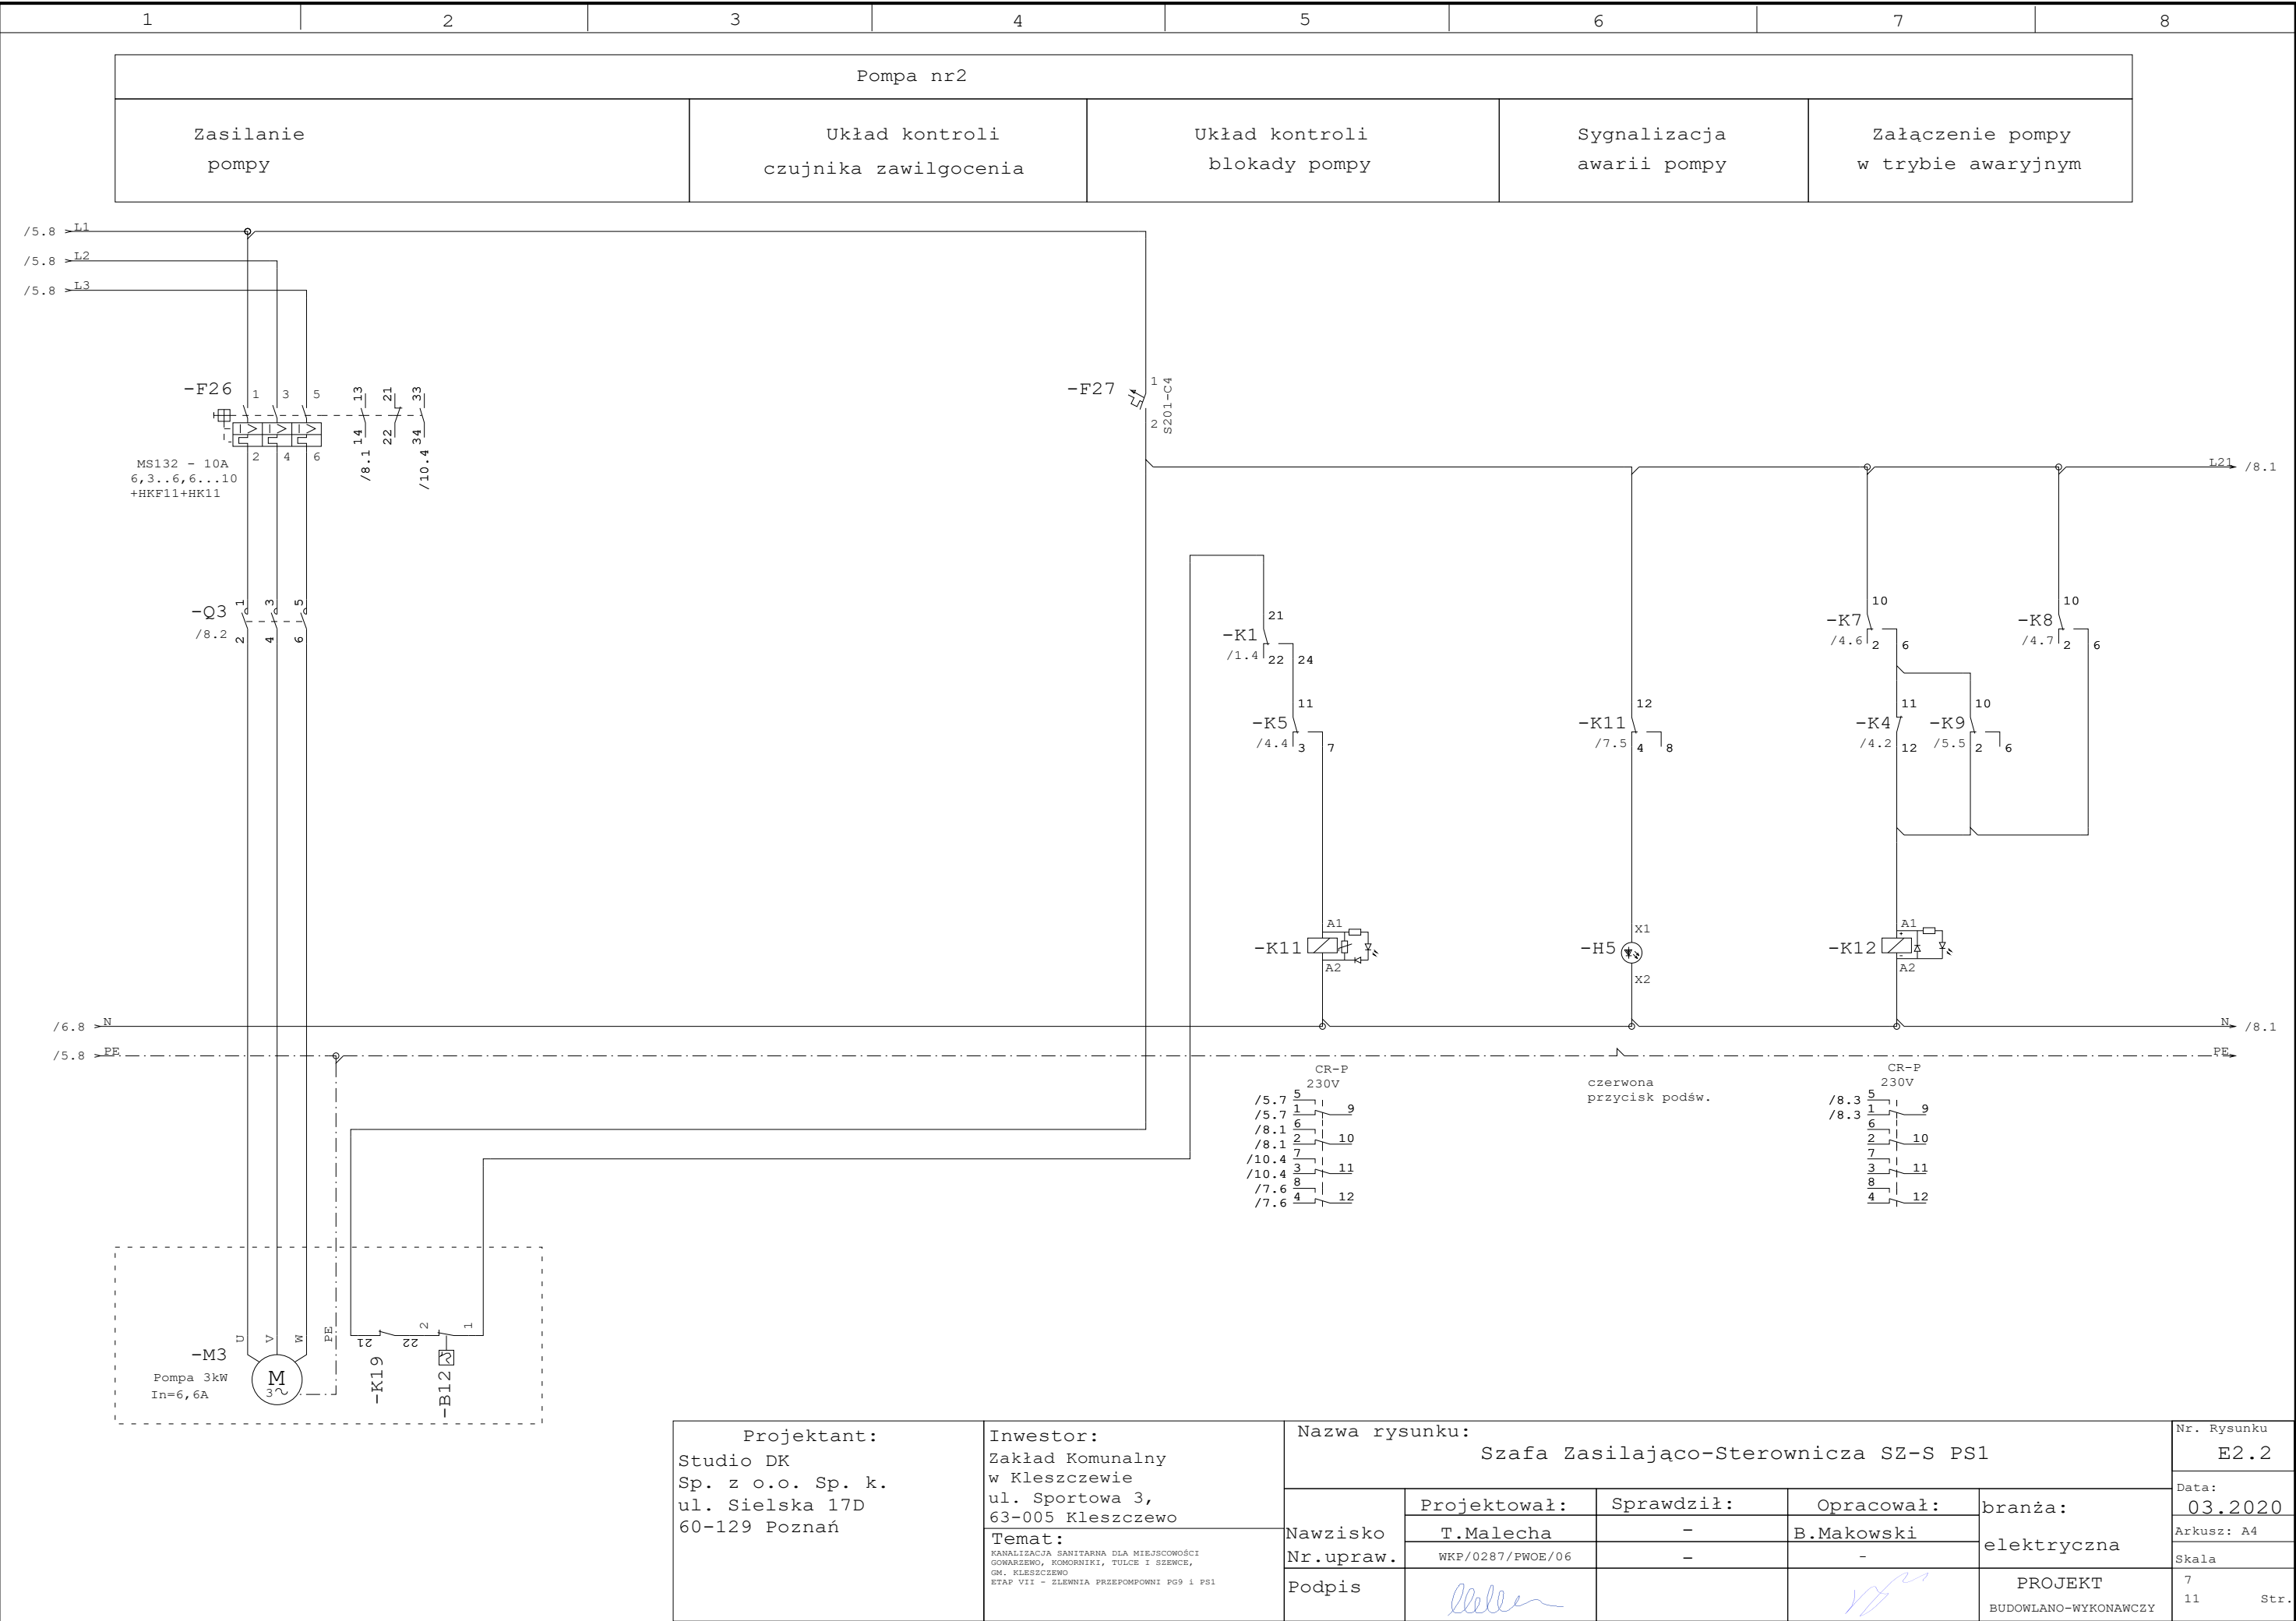 1 2 3 4 5 6 7 8
Pompa nr2
Zasilanie
pompy
Układ kontroli
czujnika zawilgocenia
Układ kontroli
blokady pompy
Sygnalizacja
awarii pompy
Załączenie pompy
w trybie awaryjnym
/5.8 L1
/5.8 L2
/5.8 L3
-F26 1 3 5
13 21 33
14 22 34
2 4 6
/8.1 /10.4
MS132 - 10A
6,3..6,6...10
+HKF11+HK11
-F27 1
2
S201-C4
L21 /8.1
-Q3 1 3 5
/8.2 2 4 6
21
-K1
/1.4 22 24
11
-K5
/4.4 3 7
12
-K11
/7.5 4 8
10
-K7
/4.6 2 6
10
-K8
/4.7 2 6
11
-K4
/4.2 12
10
-K9
/5.5 2 6
A1
-K11
A2
X1
-H5
X2
A1
+
-K12
-
A2
/6.8 N
N /8.1
/5.8 PE
PE
CR-P
230V
/5.7 5
/5.7 1 9
/8.1 6
/8.1 2 10
/10.4 7
/10.4 3 11
/7.6 8
/7.6 4 12
czerwona
przycisk podśw.
CR-P
230V
/8.3 5
/8.3 1 9
6
2 10
7
3 11
8
4 12
U V W PE
-M3
Pompa 3kW
In=6,6A
M
3~
21 22
-K19
2 1
-B12
Projektant:
Studio DK
Sp. z o.o. Sp. k.
ul. Sielska 17D
60-129 Poznań
Inwestor:
Zakład Komunalny
w Kleszczewie
ul. Sportowa 3,
63-005 Kleszczewo
Temat:
KANALIZACJA SANITARNA DLA MIEJSCOWOŚCI
GOWARZEWO, KOMORNIKI, TULCE I SZEWCE,
GM. KLESZCZEWO
ETAP VII - ZLEWNIA PRZEPOMPOWNI PG9 i PS1
Nazwa rysunku:
Szafa Zasilająco-Sterownicza SZ-S PS1
Projektował: Sprawdził: Opracował:
Nawzisko T.Malecha - B.Makowski
Nr.upraw. WKP/0287/PWOE/06 - -
Podpis
branża:
elektryczna
PROJEKT
BUDOWLANO-WYKONAWCZY
Nr. Rysunku
E2.2
Data:
03.2020
Arkusz: A4
Skala
7
11 Str.